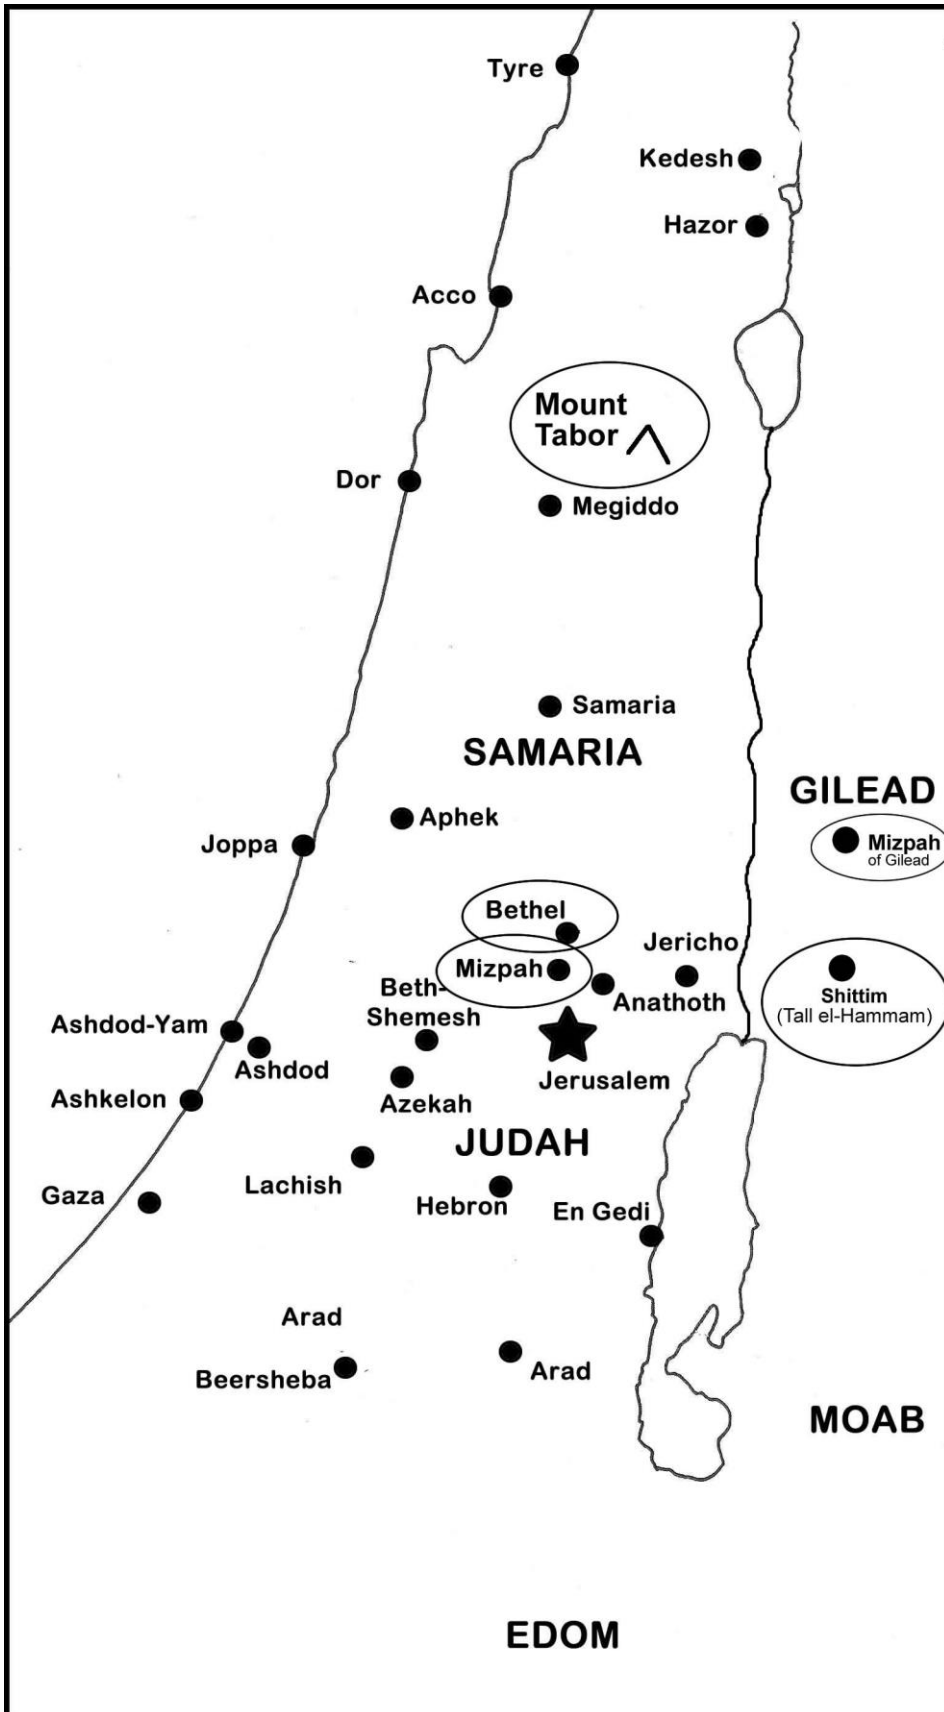 Tyre
Kedesh
Hazor
Acco
Mount
Tabor
Dor
Megiddo
Samaria
SAMARIA
GILEAD
Aphek
Joppa
Mizpah
of Gilead
Bethel
Jericho
Mizpah
Beth-
Shemesh
Anathoth
Shittim
(Tall el-Hammam)
Ashdod-Yam
Ashdod
Jerusalem
Ashkelon
Azekah
JUDAH
Lachish
Gaza
Hebron
En Gedi
Arad
Beersheba
Arad
MOAB
EDOM